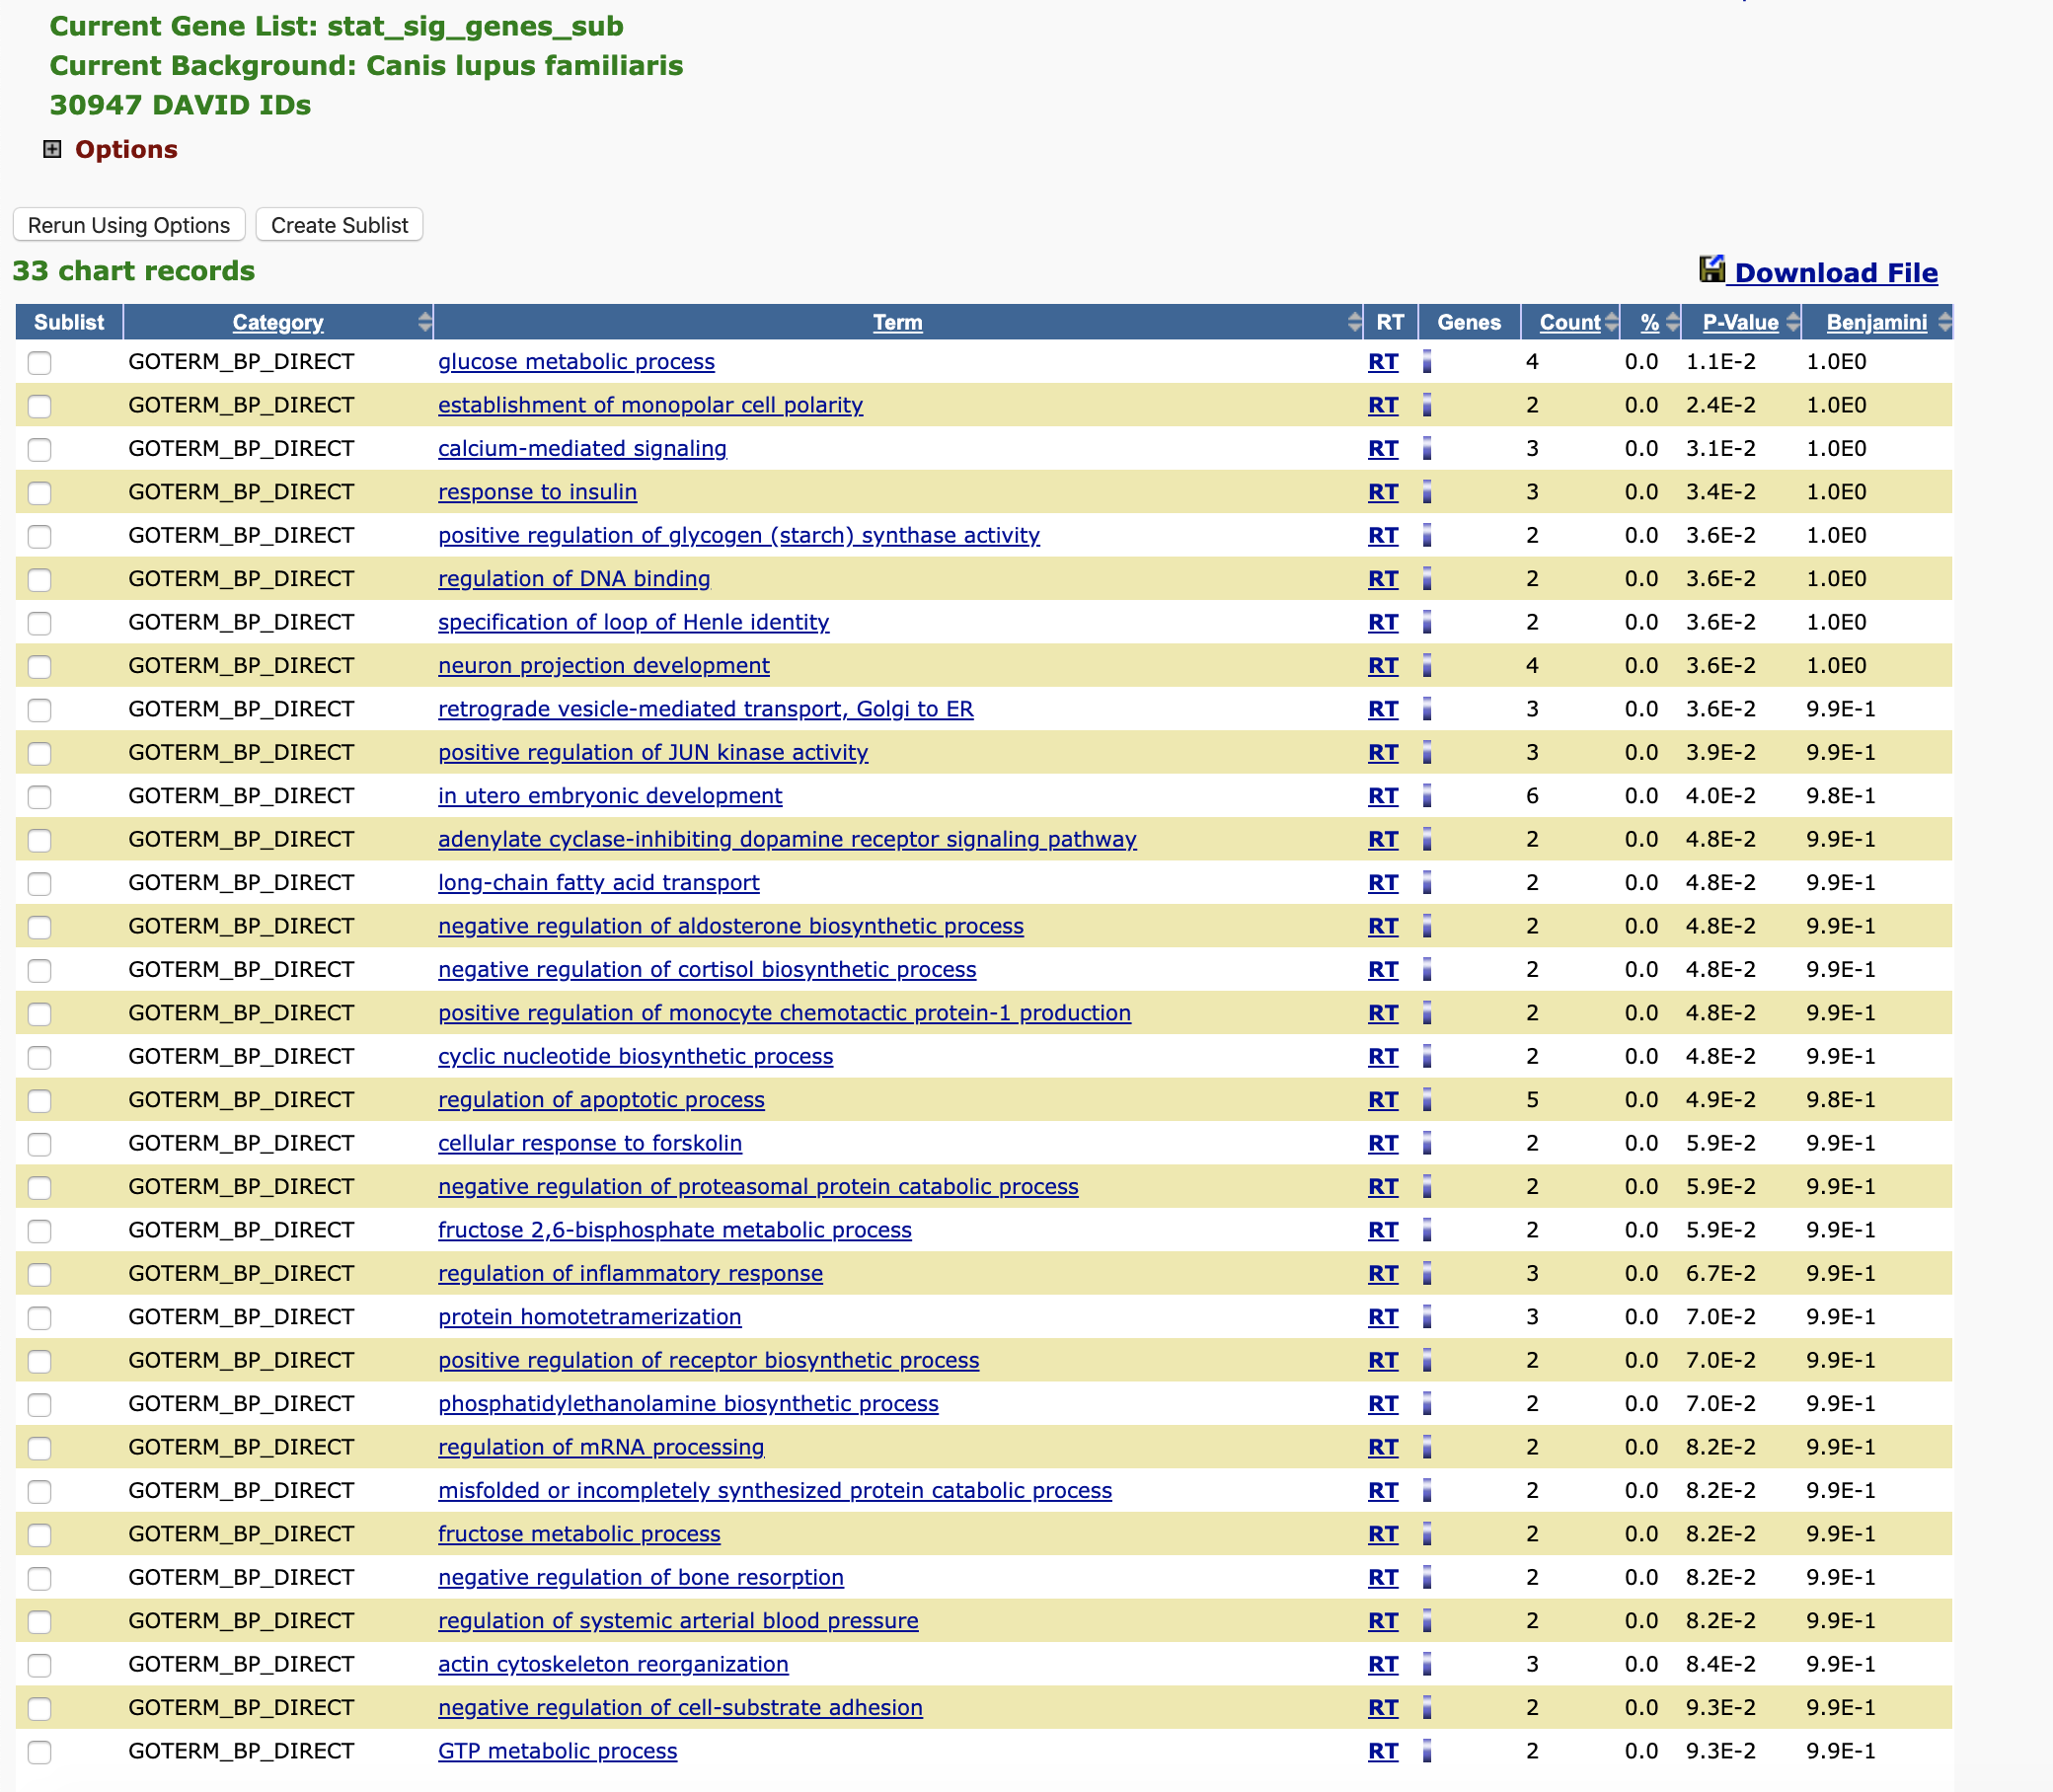 Current Gene List: stat_sig_genes_sub
Current Background: Canis lupus familiaris
30947 DAVID IDs
Options
Rerun Using Options Create Sublist
33 chart records Download File
Sublist Category Term RT Genes Count % P-Value Benjamini
GOTERM_BP_DIRECT glucose metabolic process RT 4 0.0 1.1E-2 1.0E0
GOTERM_BP_DIRECT establishment of monopolar cell polarity RT 2 0.0 2.4E-2 1.0E0
GOTERM_BP_DIRECT calcium-mediated signaling RT 3 0.0 3.1E-2 1.0E0
GOTERM_BP_DIRECT response to insulin RT 3 0.0 3.4E-2 1.0E0
GOTERM_BP_DIRECT positive regulation of glycogen (starch) synthase activity RT 2 0.0 3.6E-2 1.0E0
GOTERM_BP_DIRECT regulation of DNA binding RT 2 0.0 3.6E-2 1.0E0
GOTERM_BP_DIRECT specification of loop of Henle identity RT 2 0.0 3.6E-2 1.0E0
GOTERM_BP_DIRECT neuron projection development RT 4 0.0 3.6E-2 1.0E0
GOTERM_BP_DIRECT retrograde vesicle-mediated transport, Golgi to ER RT 3 0.0 3.6E-2 9.9E-1
GOTERM_BP_DIRECT positive regulation of JUN kinase activity RT 3 0.0 3.9E-2 9.9E-1
GOTERM_BP_DIRECT in utero embryonic development RT 6 0.0 4.0E-2 9.8E-1
GOTERM_BP_DIRECT adenylate cyclase-inhibiting dopamine receptor signaling pathway RT 2 0.0 4.8E-2 9.9E-1
GOTERM_BP_DIRECT long-chain fatty acid transport RT 2 0.0 4.8E-2 9.9E-1
GOTERM_BP_DIRECT negative regulation of aldosterone biosynthetic process RT 2 0.0 4.8E-2 9.9E-1
GOTERM_BP_DIRECT negative regulation of cortisol biosynthetic process RT 2 0.0 4.8E-2 9.9E-1
GOTERM_BP_DIRECT positive regulation of monocyte chemotactic protein-1 production RT 2 0.0 4.8E-2 9.9E-1
GOTERM_BP_DIRECT cyclic nucleotide biosynthetic process RT 2 0.0 4.8E-2 9.9E-1
GOTERM_BP_DIRECT regulation of apoptotic process RT 5 0.0 4.9E-2 9.8E-1
GOTERM_BP_DIRECT cellular response to forskolin RT 2 0.0 5.9E-2 9.9E-1
GOTERM_BP_DIRECT negative regulation of proteasomal protein catabolic process RT 2 0.0 5.9E-2 9.9E-1
GOTERM_BP_DIRECT fructose 2,6-bisphosphate metabolic process RT 2 0.0 5.9E-2 9.9E-1
GOTERM_BP_DIRECT regulation of inflammatory response RT 3 0.0 6.7E-2 9.9E-1
GOTERM_BP_DIRECT protein homotetramerization RT 3 0.0 7.0E-2 9.9E-1
GOTERM_BP_DIRECT positive regulation of receptor biosynthetic process RT 2 0.0 7.0E-2 9.9E-1
GOTERM_BP_DIRECT phosphatidylethanolamine biosynthetic process RT 2 0.0 7.0E-2 9.9E-1
GOTERM_BP_DIRECT regulation of mRNA processing RT 2 0.0 8.2E-2 9.9E-1
GOTERM_BP_DIRECT misfolded or incompletely synthesized protein catabolic process RT 2 0.0 8.2E-2 9.9E-1
GOTERM_BP_DIRECT fructose metabolic process RT 2 0.0 8.2E-2 9.9E-1
GOTERM_BP_DIRECT negative regulation of bone resorption RT 2 0.0 8.2E-2 9.9E-1
GOTERM_BP_DIRECT regulation of systemic arterial blood pressure RT 2 0.0 8.2E-2 9.9E-1
GOTERM_BP_DIRECT actin cytoskeleton reorganization RT 3 0.0 8.4E-2 9.9E-1
GOTERM_BP_DIRECT negative regulation of cell-substrate adhesion RT 2 0.0 9.3E-2 9.9E-1
GOTERM_BP_DIRECT GTP metabolic process RT 2 0.0 9.3E-2 9.9E-1